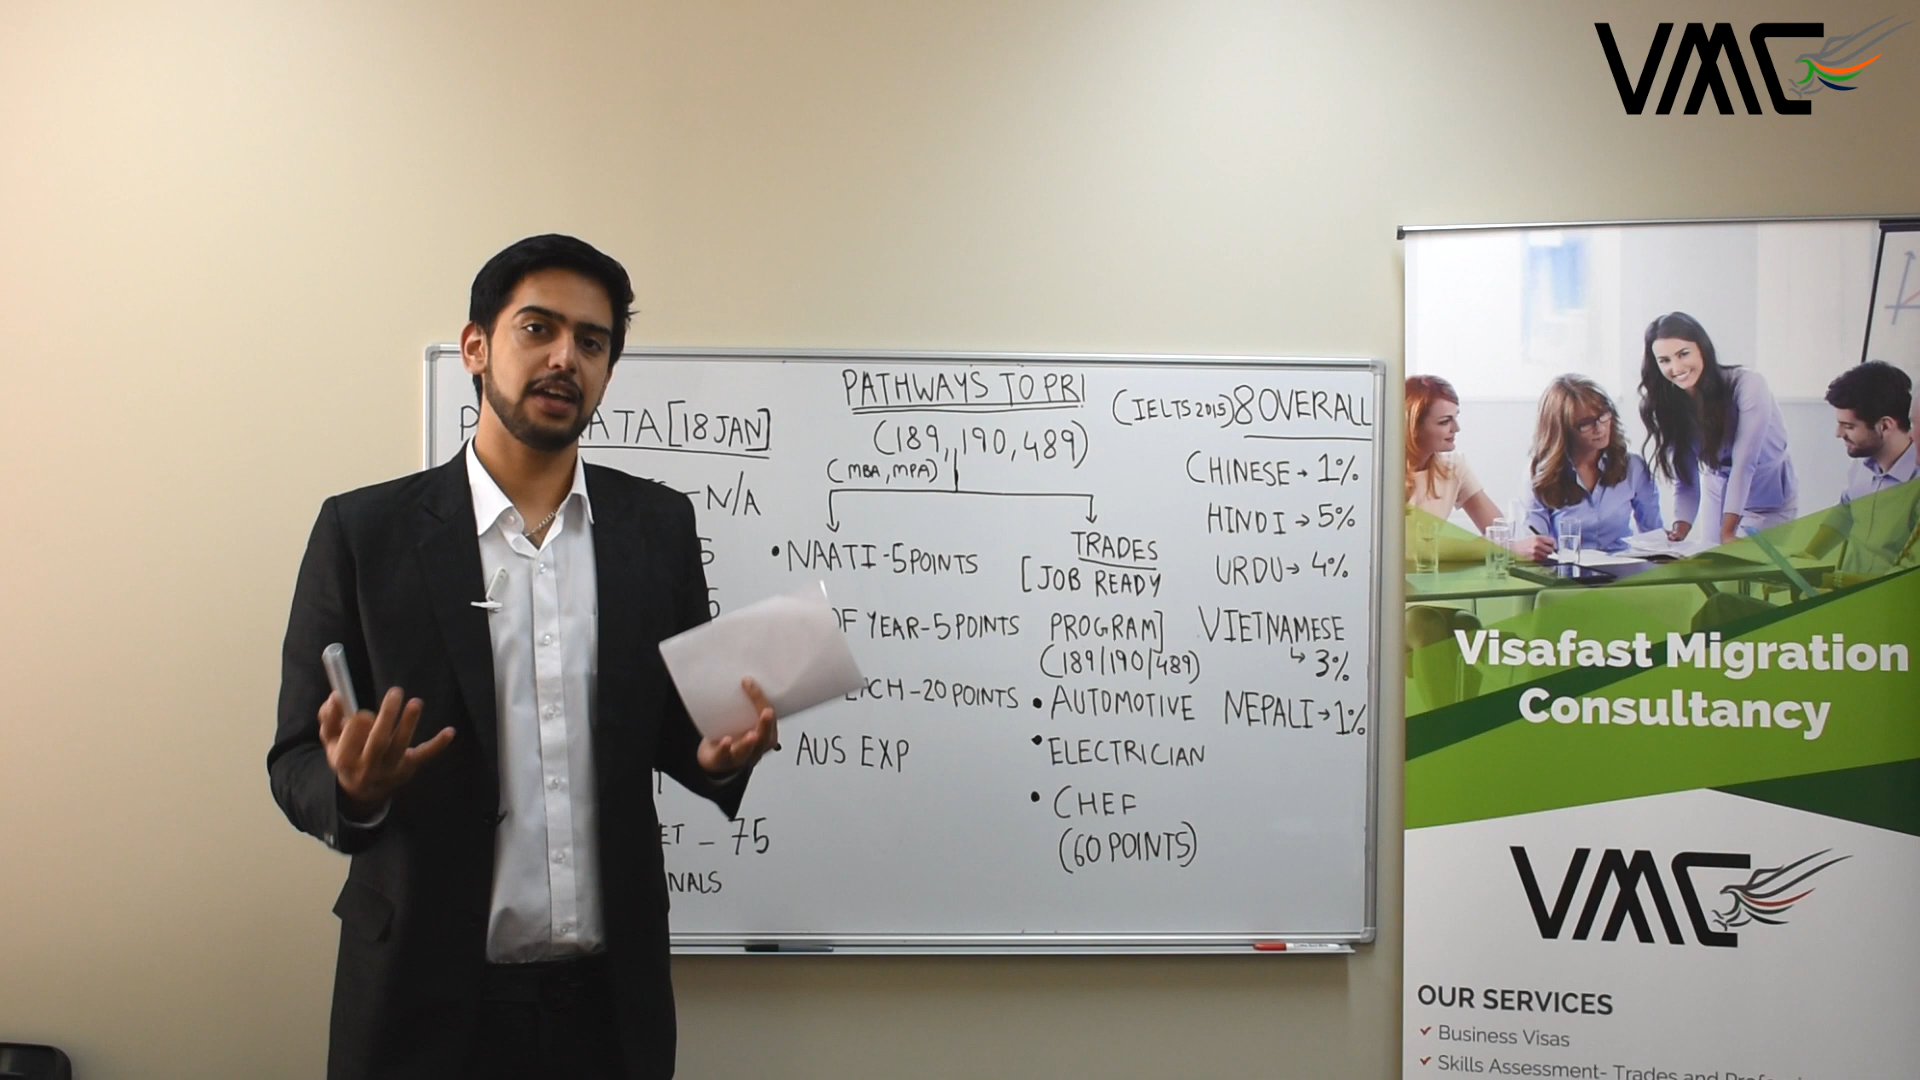 VMC
[18 JAN]
- N/A
5
- 75
NALS
PATHWAYS TO PR!
(189, 190, 489)
(MBA, MPA)
• NAATI - 5 POINTS
OF YEAR - 5 POINTS
- 20 POINTS
• AUS EXP
TRADES
[JOB READY
PROGRAM]
(189/190/489)
• AUTOMOTIVE
• ELECTRICIAN
• CHEF
(60 POINTS)
(IELTS 2015) 8 OVERALL
CHINESE → 1%
HINDI → 5%
URDU → 4%
VIETNAMESE
↳ 3%
NEPALI → 1%
Visafast Migration
Consultancy
VMC
OUR SERVICES
Business Visas
Skills Assessment- Trades and